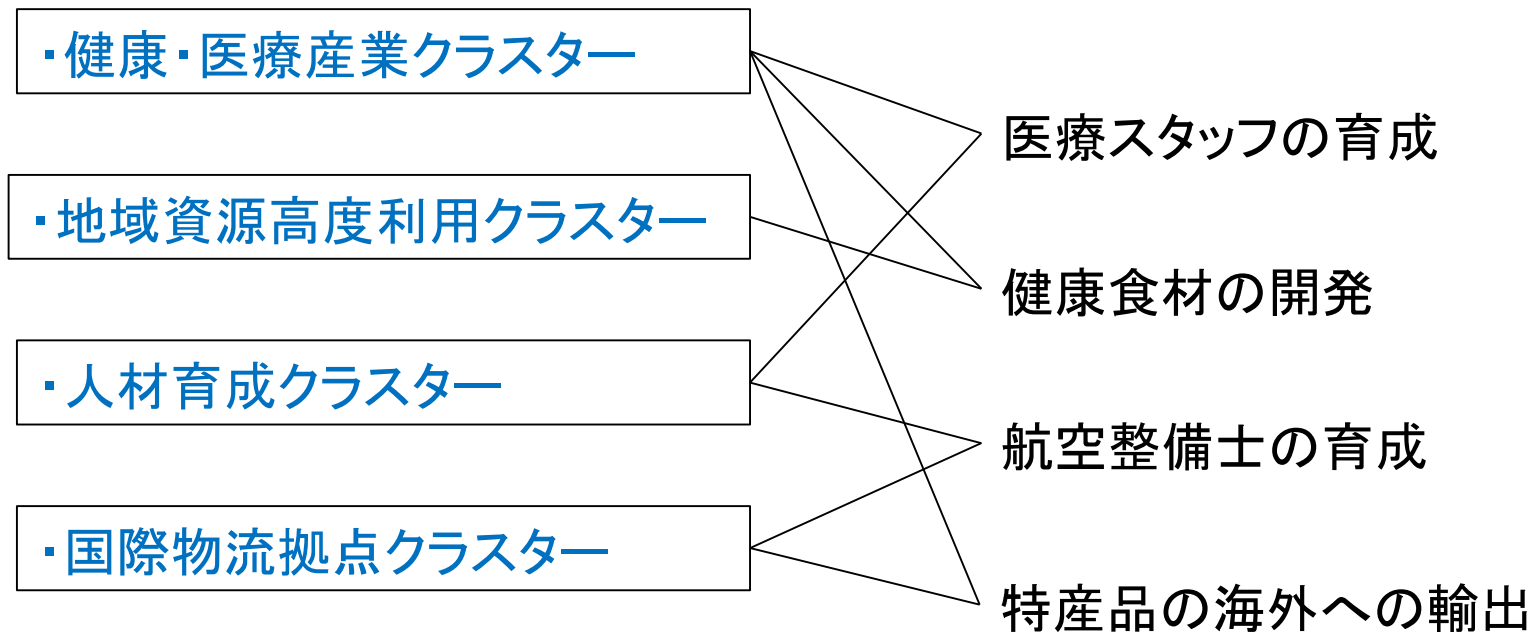 ・健康・医療産業クラスター
医療スタッフの育成
・地域資源高度利用クラスター
健康食材の開発
・人材育成クラスター
航空整備士の育成
・国際物流拠点クラスター
特産品の海外への輸出